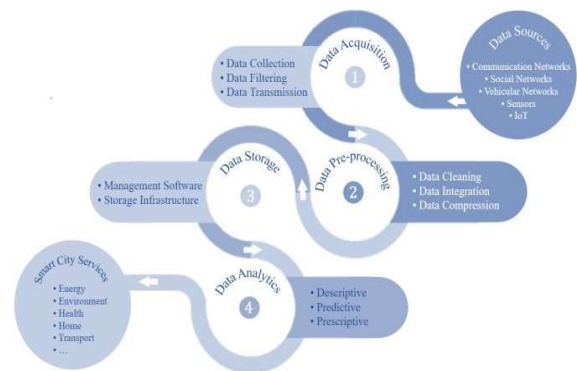 Data Sources
• Communication Networks
• Social Networks
• Vehicular Networks
• Sensors
• IoT
Data Acquisition
1
• Data Collection
• Data Filtering
• Data Transmission
Data Pre-processing
2
• Data Cleaning
• Data Integration
• Data Compression
Data Storage
3
• Management Software
• Storage Infrastructure
Data Analytics
4
• Descriptive
• Predictive
• Prescriptive
Smart City Services
• Energy
• Environment
• Health
• Home
• Transport
• ...